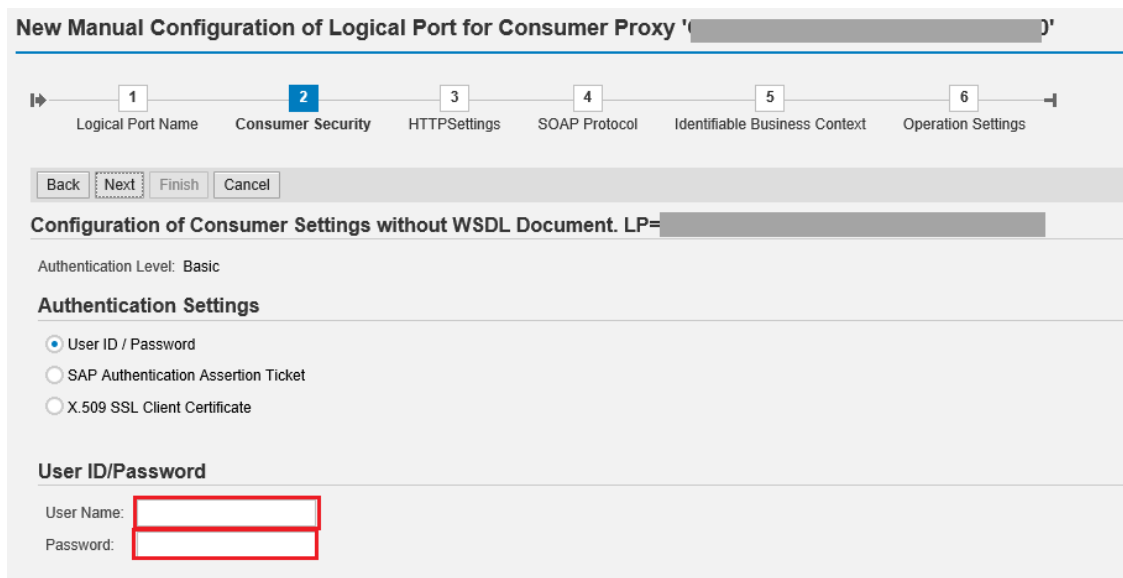 New Manual Configuration of Logical Port for Consumer Proxy '
1 2 3 4 5 6
Logical Port Name Consumer Security HTTPSettings SOAP Protocol Identifiable Business Context Operation Settings
Back Next Finish Cancel
Configuration of Consumer Settings without WSDL Document. LP=
Authentication Level: Basic
Authentication Settings
User ID / Password
SAP Authentication Assertion Ticket
X.509 SSL Client Certificate
User ID/Password
User Name:
Password: